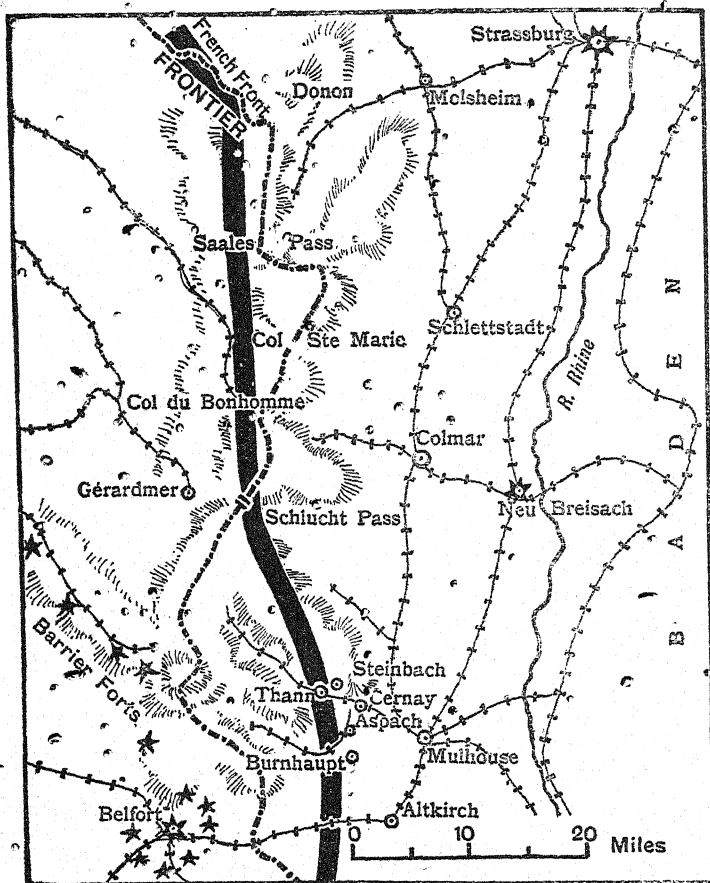 Strassburg
French Front
FRONTIER
Donon
Molsheim
Saales Pass
BADEN
Schlettstadt
Col Ste Marie
R. Rhine
Col du Bonhomme
Colmar
Gérardmer
Neu Breisach
Schlucht Pass
Barrier Forts
Steinbach
Thann
Cernay
Aspach
Burnhaupt
Mulhouse
Belfort
Altkirch
0 10 20 Miles